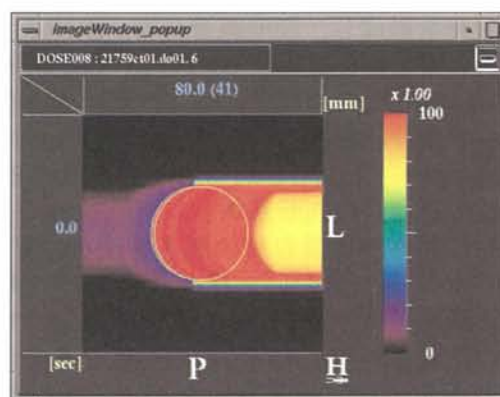 imageWindow_popup
DOSE008 : 21759ct01.do01. 6
80.0 (41)
[mm]
x 1.00
100
0.0
L
0
[sec]
P
H